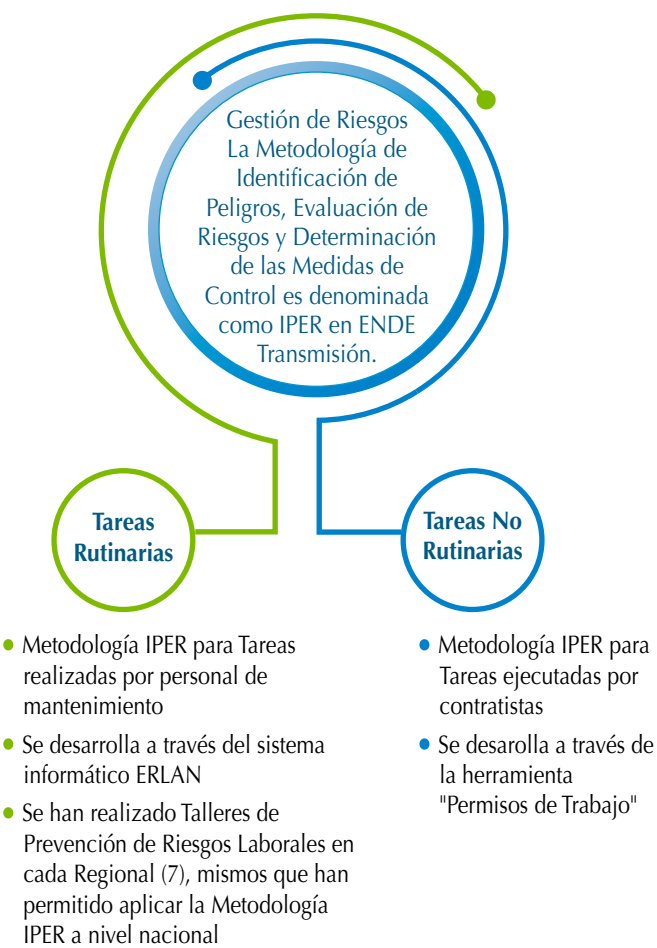 Gestión de Riesgos
La Metodología de
Identificación de
Peligros, Evaluación de
Riesgos y Determinación
de las Medidas de
Control es denominada
como IPER en ENDE
Transmisión.
Tareas
Rutinarias
Tareas No
Rutinarias
• Metodología IPER para Tareas
realizadas por personal de
mantenimiento
• Se desarrolla a través del sistema
informático ERLAN
• Se han realizado Talleres de
Prevención de Riesgos Laborales en
cada Regional (7), mismos que han
permitido aplicar la Metodología
IPER a nivel nacional
• Metodología IPER para
Tareas ejecutadas por
contratistas
• Se desarolla a través de
la herramienta
"Permisos de Trabajo"